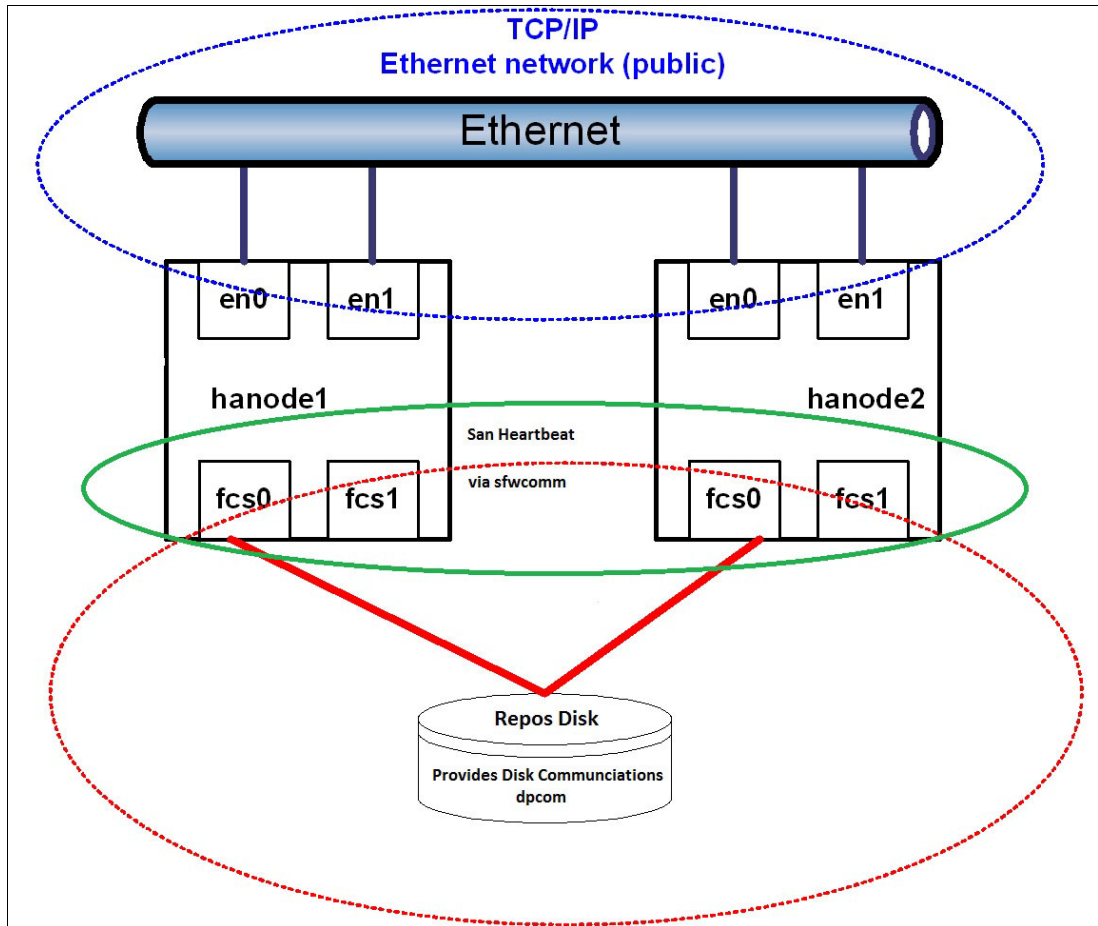 TCP/IP
Ethernet network (public)
Ethernet
en0
en1
en0
en1
hanode1
hanode2
San Heartbeat
via sfwcomm
fcs0
fcs1
fcs0
fcs1
Repos Disk
Provides Disk Communciations
dpcom